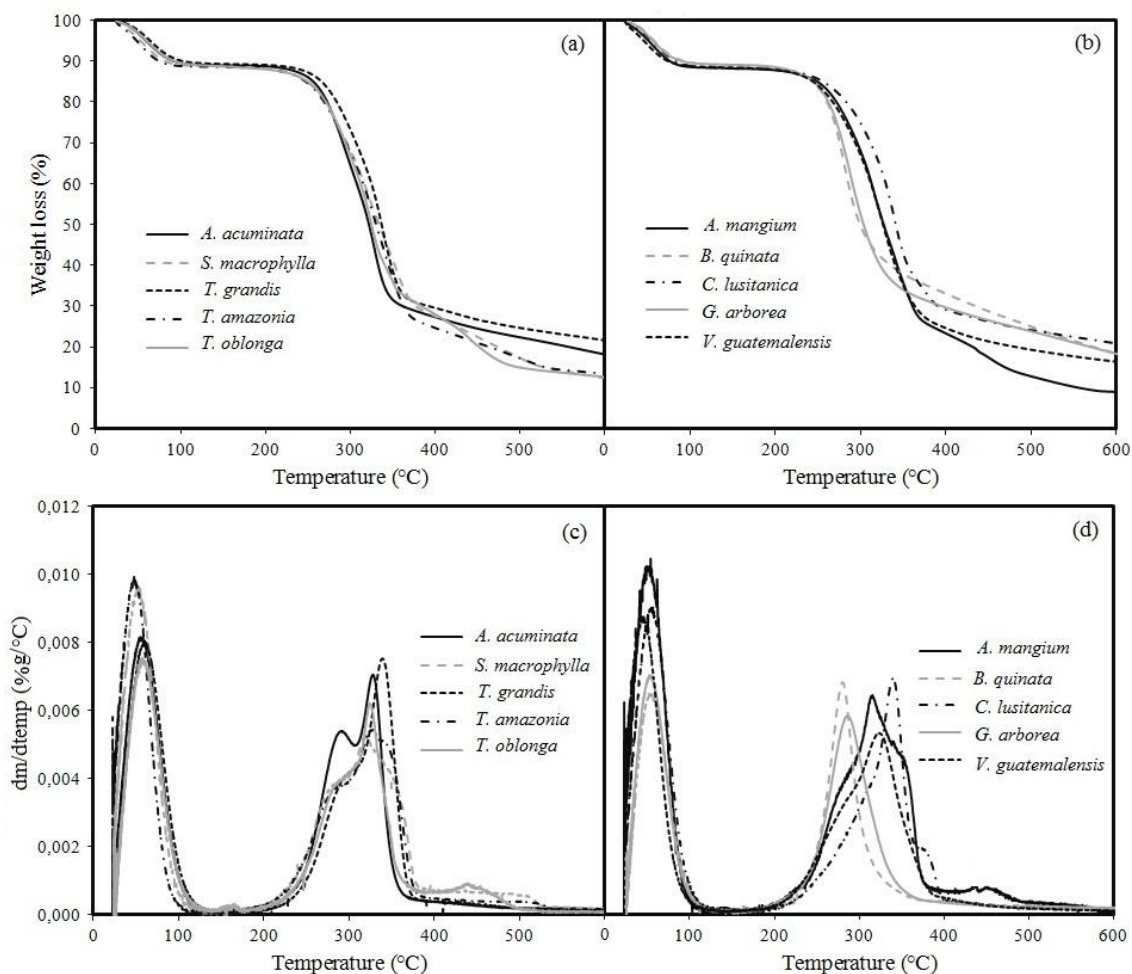 100
90
80
70
60
50
40
30
20
10
0
Weight loss (%)
(a)
A. acuminata
S. macrophylla
T. grandis
T. amazonia
T. oblonga
0 100 200 300 400 500
Temperature (°C)
(b)
A. mangium
B. quinata
C. lusitanica
G. arborea
V. guatemalensis
0 100 200 300 400 500 600
Temperature (°C)
0,012
0,010
0,008
0,006
0,004
0,002
0,000
dm/dtemp (%g/°C)
(c)
A. acuminata
S. macrophylla
T. grandis
T. amazonia
T. oblonga
0 100 200 300 400 500
Temperature (°C)
(d)
A. mangium
B. quinata
C. lusitanica
G. arborea
V. guatemalensis
0 100 200 300 400 500 600
Temperature (°C)